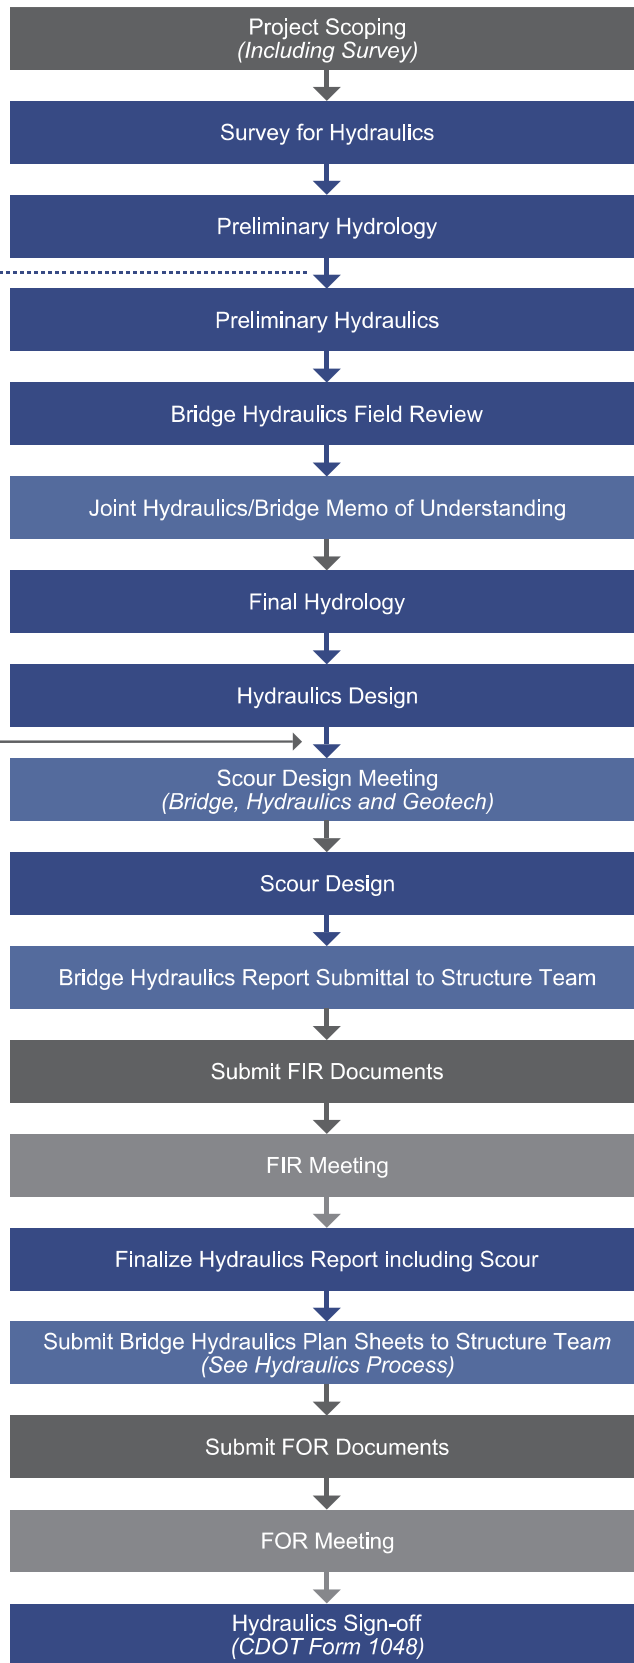 Project Scoping
(Including Survey)
Survey for Hydraulics
Preliminary Hydrology
Preliminary Hydraulics
Bridge Hydraulics Field Review
Joint Hydraulics/Bridge Memo of Understanding
Final Hydrology
Hydraulics Design
Scour Design Meeting
(Bridge, Hydraulics and Geotech)
Scour Design
Bridge Hydraulics Report Submittal to Structure Team
Submit FIR Documents
FIR Meeting
Finalize Hydraulics Report including Scour
Submit Bridge Hydraulics Plan Sheets to Structure Team
(See Hydraulics Process)
Submit FOR Documents
FOR Meeting
Hydraulics Sign-off
(CDOT Form 1048)